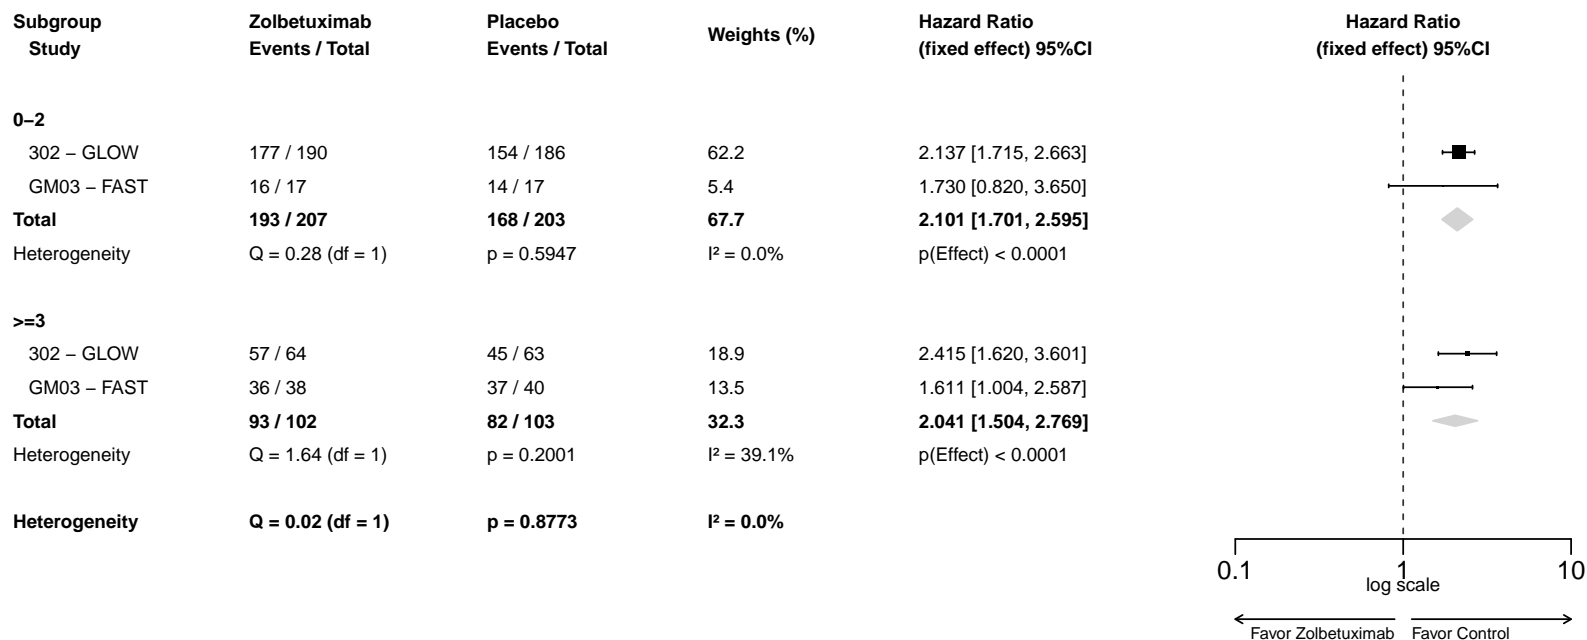 Subgroup Zolbetuximab Placebo Weights (%) Hazard Ratio Hazard Ratio
Study Events / Total Events / Total (fixed effect) 95%CI (fixed effect) 95%CI
0–2
302 – GLOW 177 / 190 154 / 186 62.2 2.137 [1.715, 2.663]
GM03 – FAST 16 / 17 14 / 17 5.4 1.730 [0.820, 3.650]
Total 193 / 207 168 / 203 67.7 2.101 [1.701, 2.595]
Heterogeneity Q = 0.28 (df = 1) p = 0.5947 I² = 0.0% p(Effect) < 0.0001
>=3
302 – GLOW 57 / 64 45 / 63 18.9 2.415 [1.620, 3.601]
GM03 – FAST 36 / 38 37 / 40 13.5 1.611 [1.004, 2.587]
Total 93 / 102 82 / 103 32.3 2.041 [1.504, 2.769]
Heterogeneity Q = 1.64 (df = 1) p = 0.2001 I² = 39.1% p(Effect) < 0.0001
Heterogeneity Q = 0.02 (df = 1) p = 0.8773 I² = 0.0%
0.1 1 10
log scale
Favor Zolbetuximab Favor Control